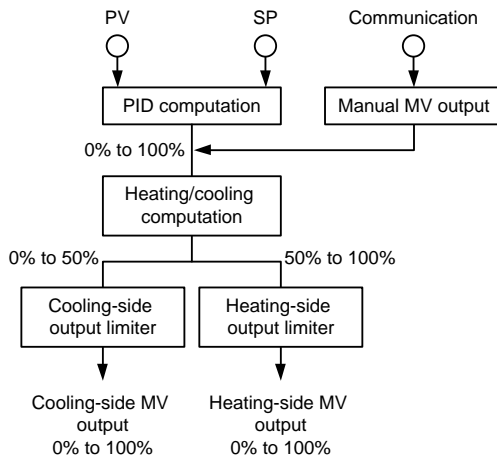 PV
SP
Communication
PID computation
Manual MV output
0% to 100%
Heating/cooling
computation
0% to 50%
50% to 100%
Cooling-side
output limiter
Heating-side
output limiter
Cooling-side MV
output
0% to 100%
Heating-side MV
output
0% to 100%